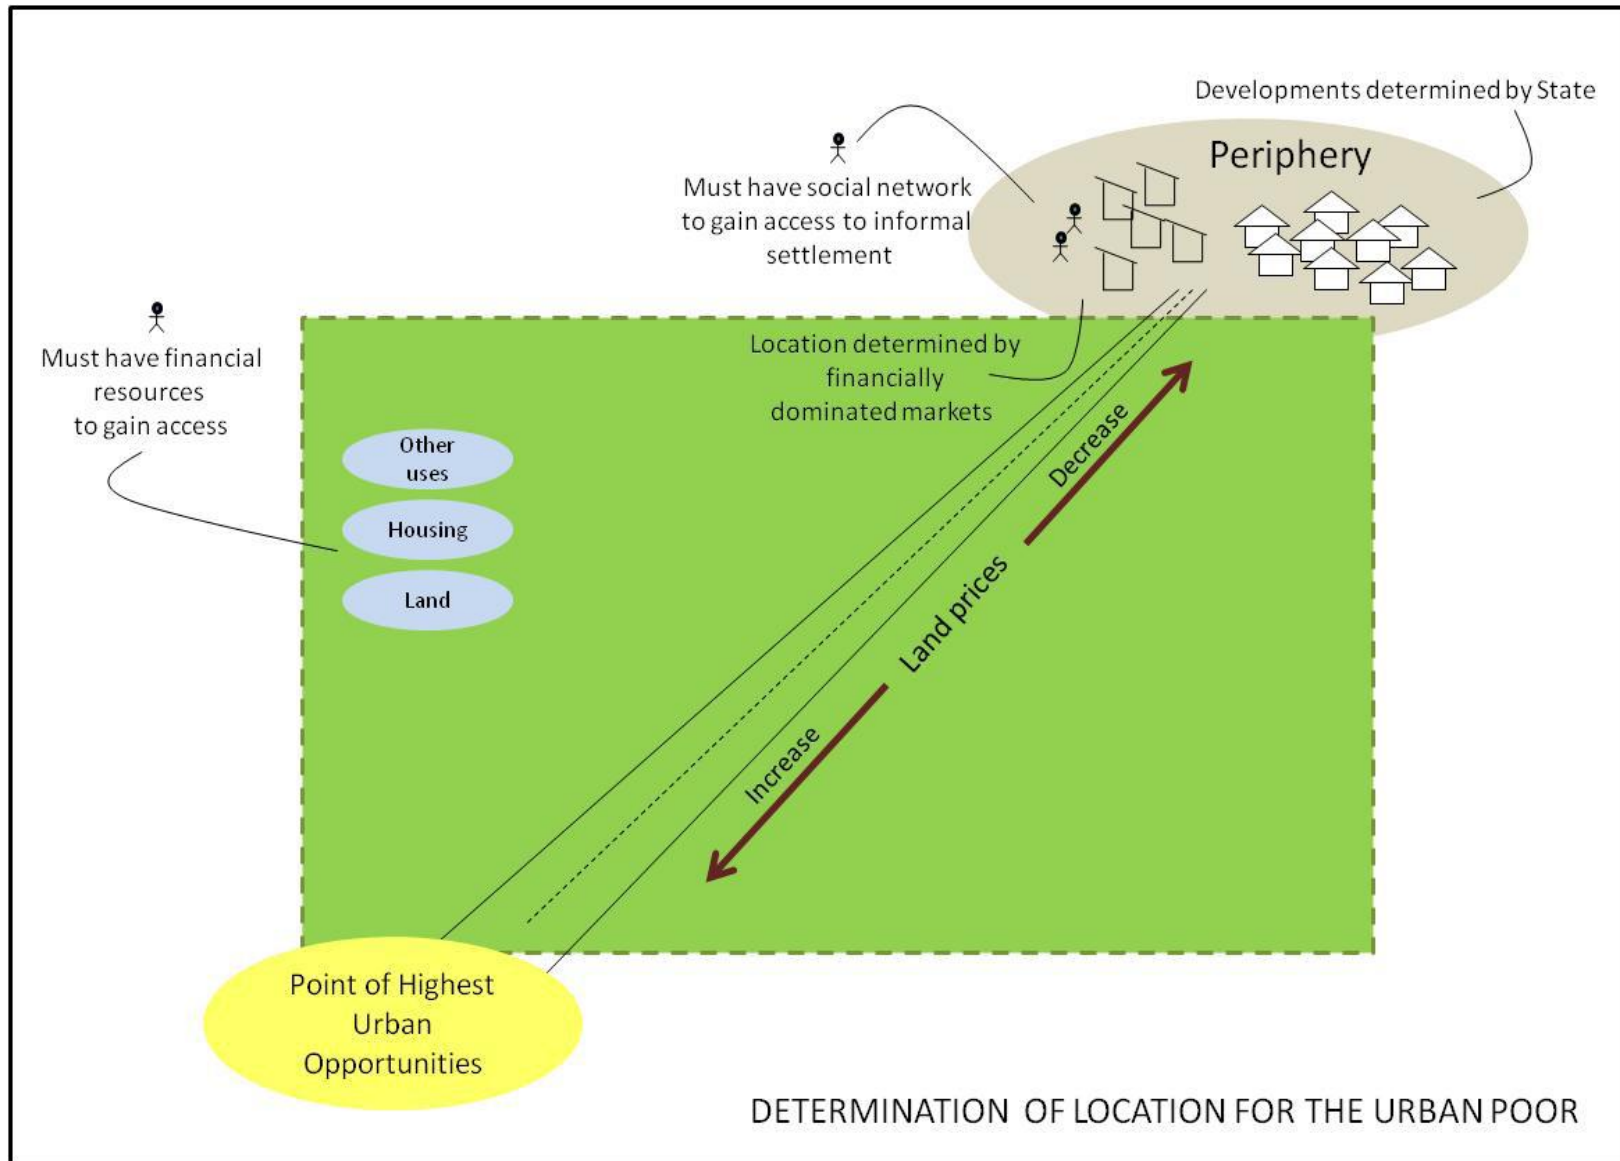 Developments determined by State
Periphery
Must have social network
to gain access to informal
settlement
Must have financial
resources
to gain access
Location determined by
financially
dominated markets
Other
uses
Housing
Land
Decrease
Land prices
Increase
Point of Highest
Urban
Opportunities
DETERMINATION OF LOCATION FOR THE URBAN POOR